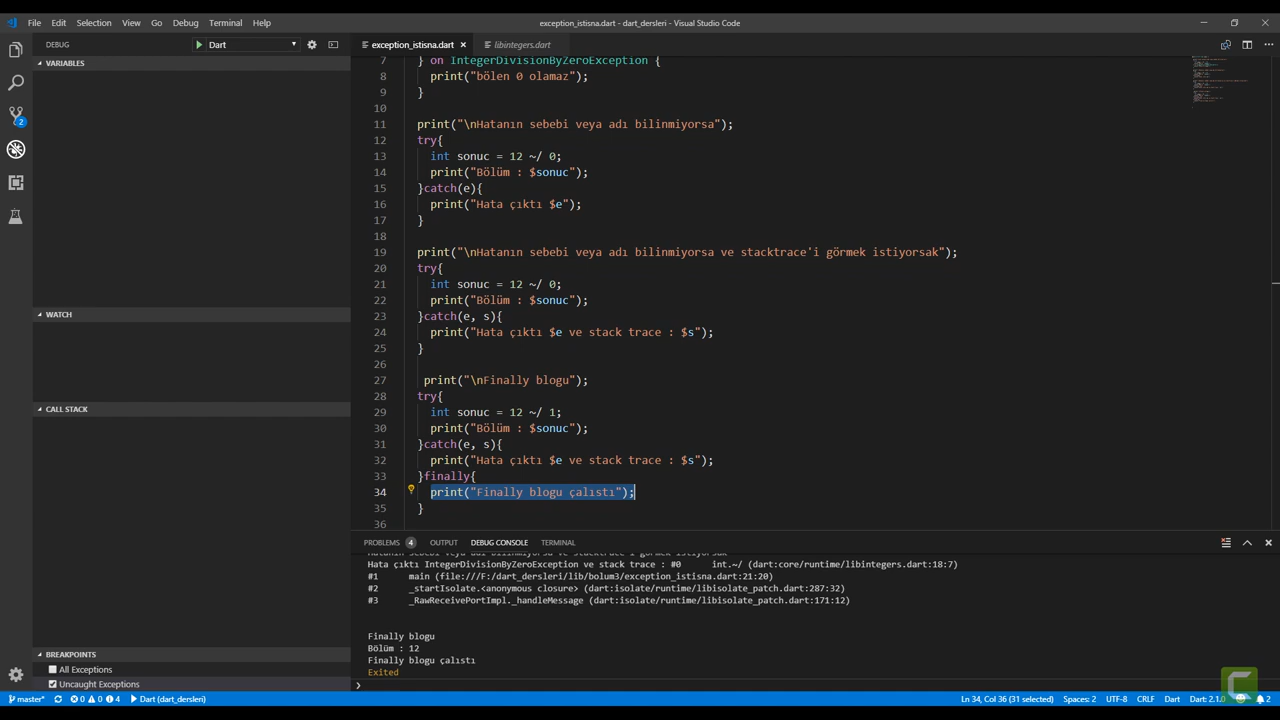 File Edit Selection View Go Debug Terminal Help
exception_istisna.dart - dart_dersleri - Visual Studio Code
DEBUG
Dart
exception_istisna.dart
libintegers.dart
VARIABLES
WATCH
CALL STACK
BREAKPOINTS
All Exceptions
Uncaught Exceptions
2
7 } on IntegerDivisionByZeroException {
8 print("bölen 0 olamaz");
9 }
10
11 print("\nHatanın sebebi veya adı bilinmiyorsa");
12 try{
13 int sonuc = 12 ~/ 0;
14 print("Bölüm : $sonuc");
15 }catch(e){
16 print("Hata çıktı $e");
17 }
18
19 print("\nHatanın sebebi veya adı bilinmiyorsa ve stacktrace'i görmek istiyorsak");
20 try{
21 int sonuc = 12 ~/ 0;
22 print("Bölüm : $sonuc");
23 }catch(e, s){
24 print("Hata çıktı $e ve stack trace : $s");
25 }
26
27 print("\nFinally blogu");
28 try{
29 int sonuc = 12 ~/ 1;
30 print("Bölüm : $sonuc");
31 }catch(e, s){
32 print("Hata çıktı $e ve stack trace : $s");
33 }finally{
34 print("Finally blogu çalıstı");
35 }
36
PROBLEMS 4 OUTPUT DEBUG CONSOLE TERMINAL
Hatanın sebebi veya adı bilinmiyorsa ve stacktrace'i görmek istiyorsak
Hata çıktı IntegerDivisionByZeroException ve stack trace : #0 int.~/ (dart:core/runtime/libintegers.dart:18:7)
#1 main (file:///F:/dart_dersleri/lib/bolum3/exception_istisna.dart:21:20)
#2 _startIsolate.<anonymous closure> (dart:isolate/runtime/libisolate_patch.dart:287:32)
#3 _RawReceivePortImpl._handleMessage (dart:isolate/runtime/libisolate_patch.dart:171:12)
Finally blogu
Bölüm : 12
Finally blogu çalıstı
Exited
master* 0 0 4 Dart (dart_dersleri)
Ln 34, Col 36 (31 selected) Spaces: 2 UTF-8 CRLF Dart Dart: 2.1.0 2